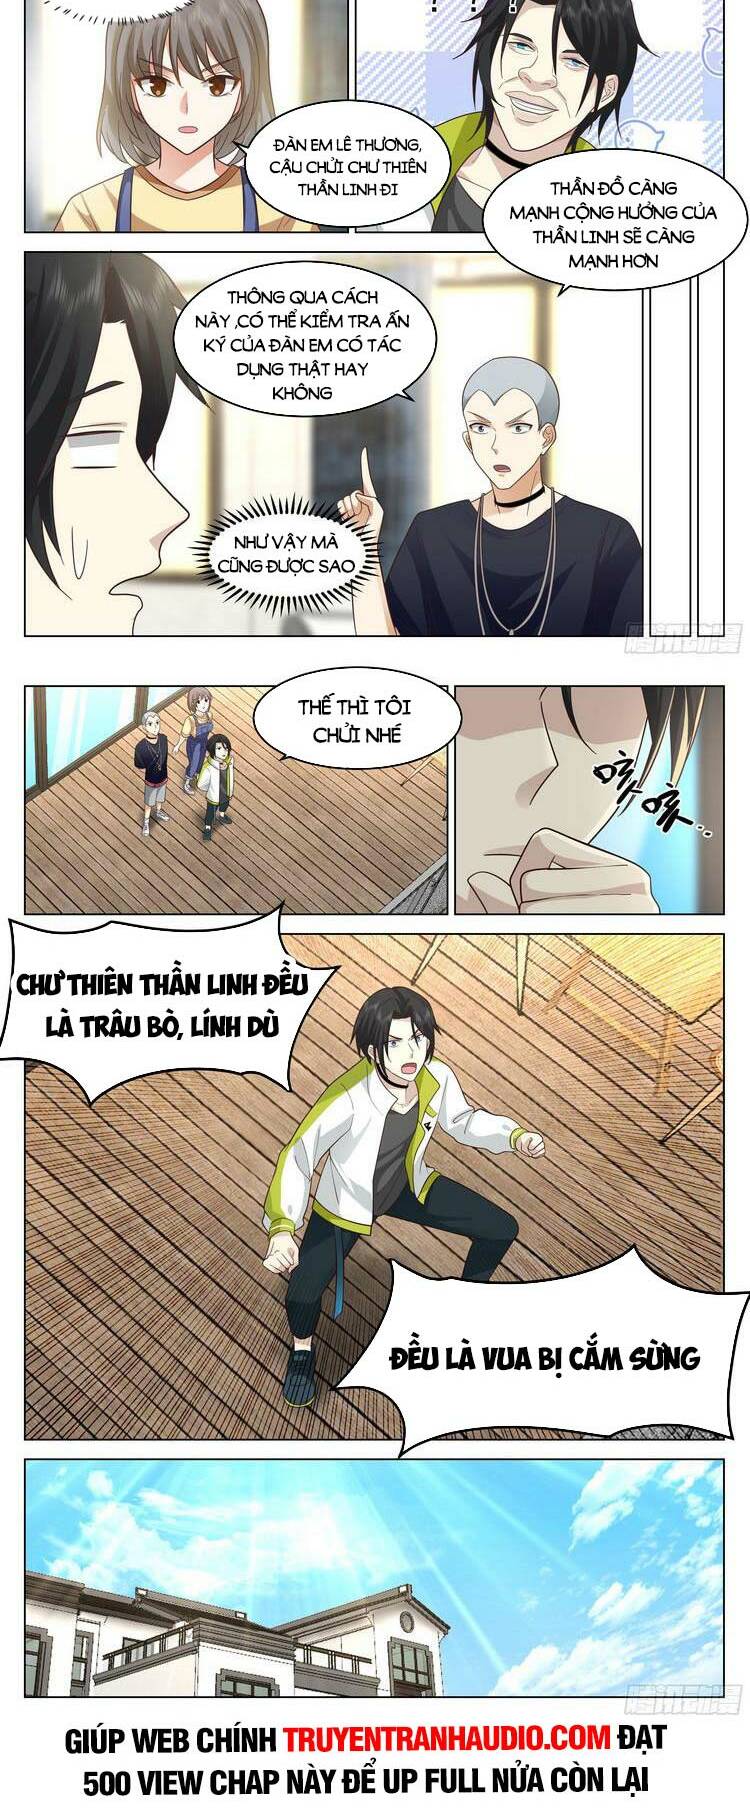 ĐÀN EM LÊ THƯƠNG,
CẬU CHỬI CHƯ THIÊN
THẦN LINH ĐI
THẦN ĐỒ CÀNG
MẠNH CỘNG HƯỞNG CỦA
THẦN LINH SẼ CÀNG
MẠNH HƠN
THÔNG QUA CÁCH
NÀY ,CÓ THỂ KIỂM TRA ẤN
KÝ CỦA ĐÀN EM CÓ TÁC
DỤNG THẬT HAY
KHÔNG
NHƯ VẬY MÀ
CŨNG ĐƯỢC SAO
THẾ THÌ TÔI
CHỬI NHÉ
咳咳..
CHƯ THIÊN THẦN LINH ĐỀU
LÀ TRÂU BÒ, LÍNH DÙ
ĐỀU LÀ VUA BỊ CẮM SỪNG
GIÚP WEB CHÍNH TRUYENTRANHAUDIO.COM ĐẠT
500 VIEW CHAP NÀY ĐỂ UP FULL NỬA CÒN LẠI